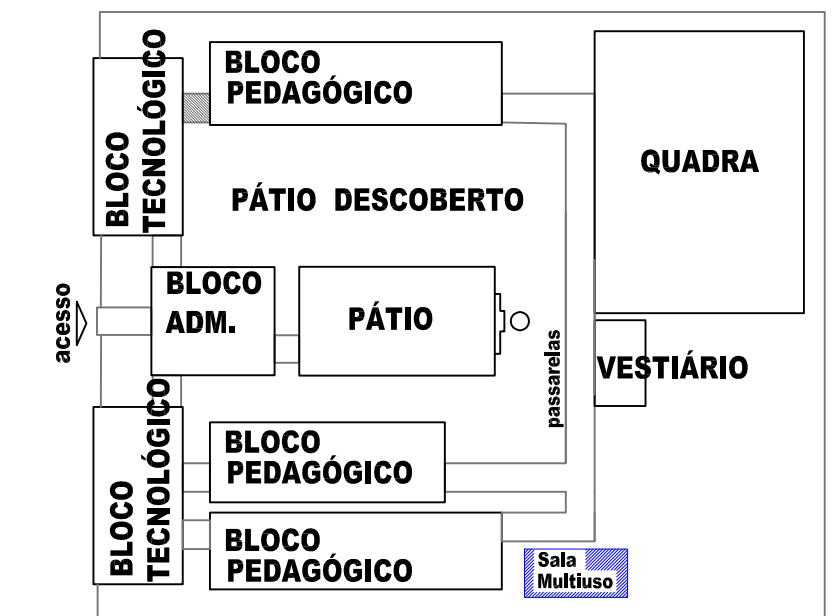 BLOCO
TECNOLÓGICO
BLOCO
PEDAGÓGICO
QUADRA
PÁTIO DESCOBERTO
acesso
BLOCO
ADM.
PÁTIO
passarelas
VESTIÁRIO
BLOCO
TECNOLÓGICO
BLOCO
PEDAGÓGICO
BLOCO
PEDAGÓGICO
Sala
Multiuso